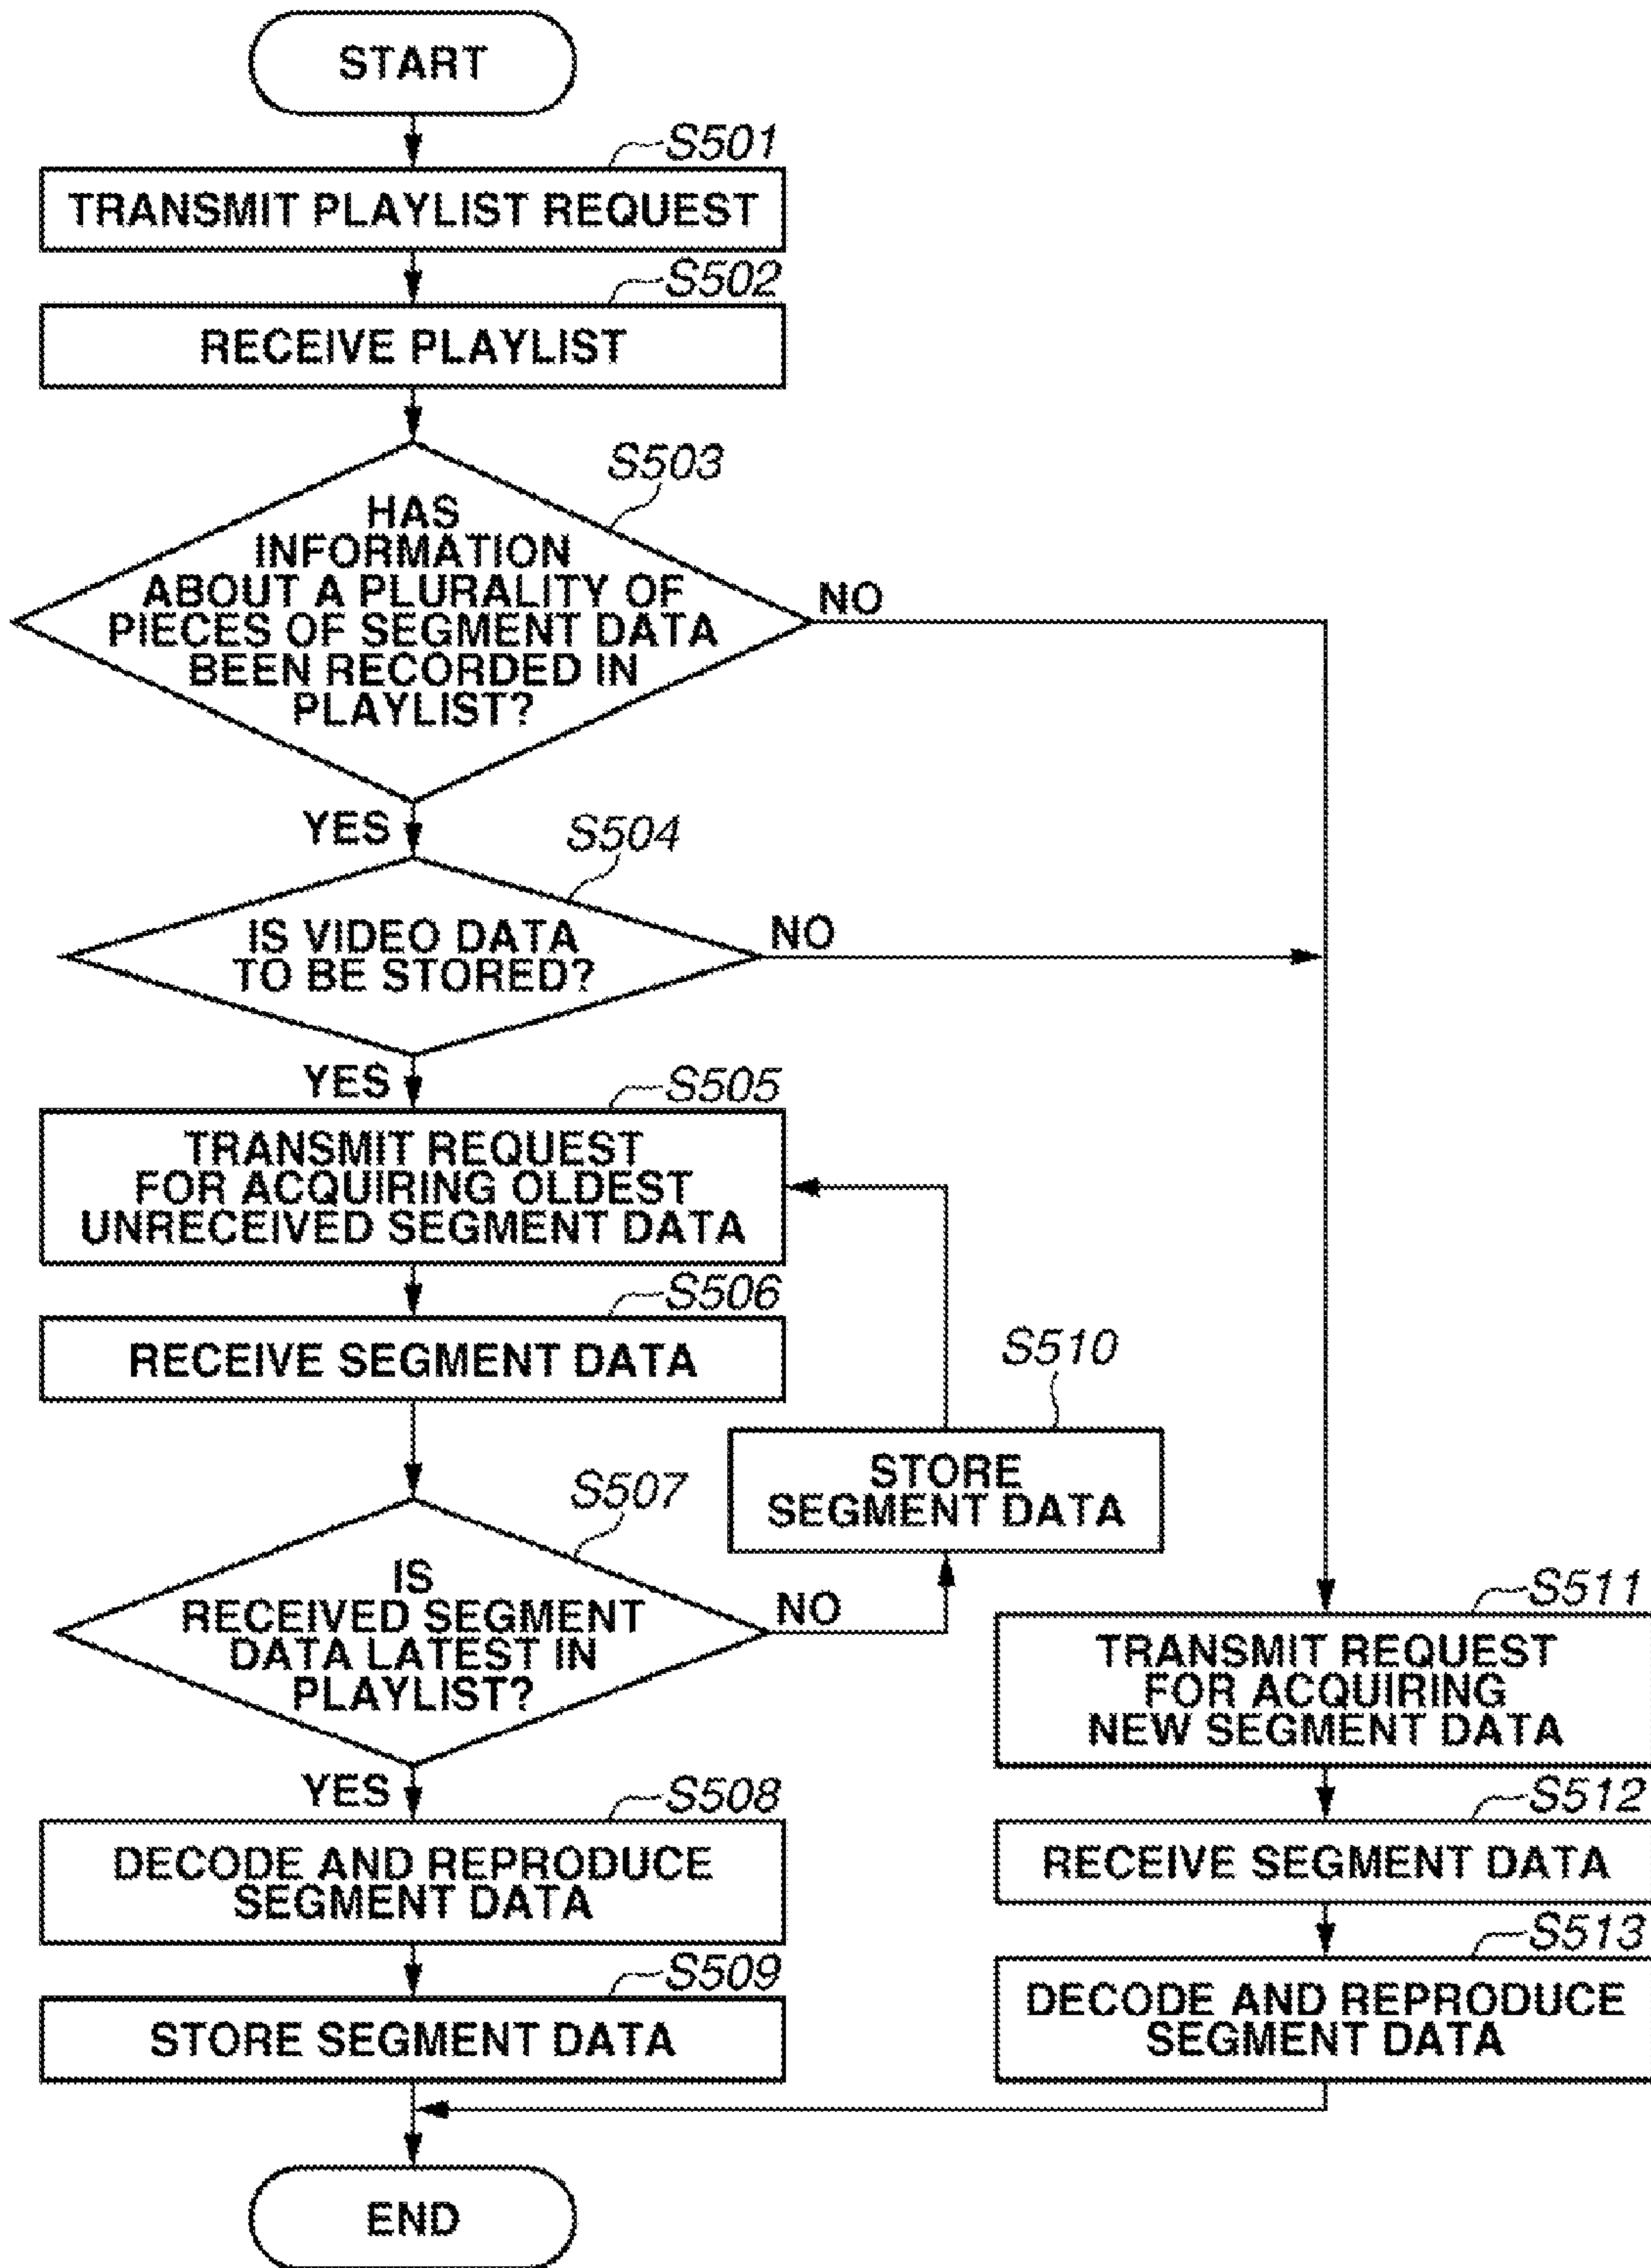 START
S501
TRANSMIT PLAYLIST REQUEST
S502
RECEIVE PLAYLIST
S503
HAS
INFORMATION
ABOUT A PLURALITY OF
PIECES OF SEGMENT DATA
BEEN RECORDED IN
PLAYLIST?
NO
YES
S504
IS VIDEO DATA
TO BE STORED?
NO
YES
S505
TRANSMIT REQUEST
FOR ACQUIRING OLDEST
UNRECEIVED SEGMENT DATA
S506
RECEIVE SEGMENT DATA
S510
STORE
SEGMENT DATA
S507
IS
RECEIVED SEGMENT
DATA LATEST IN
PLAYLIST?
NO
YES
S508
DECODE AND REPRODUCE
SEGMENT DATA
S509
STORE SEGMENT DATA
S511
TRANSMIT REQUEST
FOR ACQUIRING
NEW SEGMENT DATA
S512
RECEIVE SEGMENT DATA
S513
DECODE AND REPRODUCE
SEGMENT DATA
END